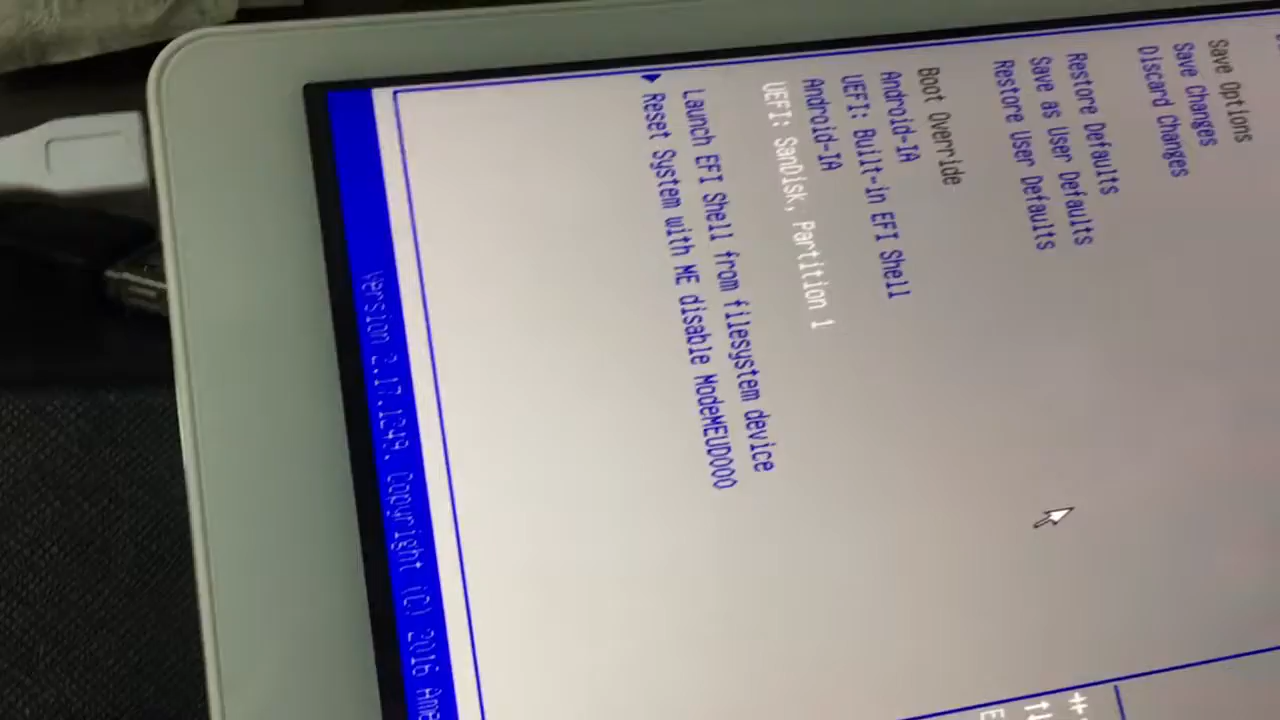 Save Options
Save Changes
Discard Changes
Restore Defaults
Save as User Defaults
Restore User Defaults
Boot Override
Android-IA
UEFI: Built-in EFI Shell
Android-IA
UEFI: SanDisk, Partition 1
Launch EFI Shell from filesystem device
Reset System with ME disable ModeMEUD000
Version 2.17.1249. Copyright (C) 2016 Ame